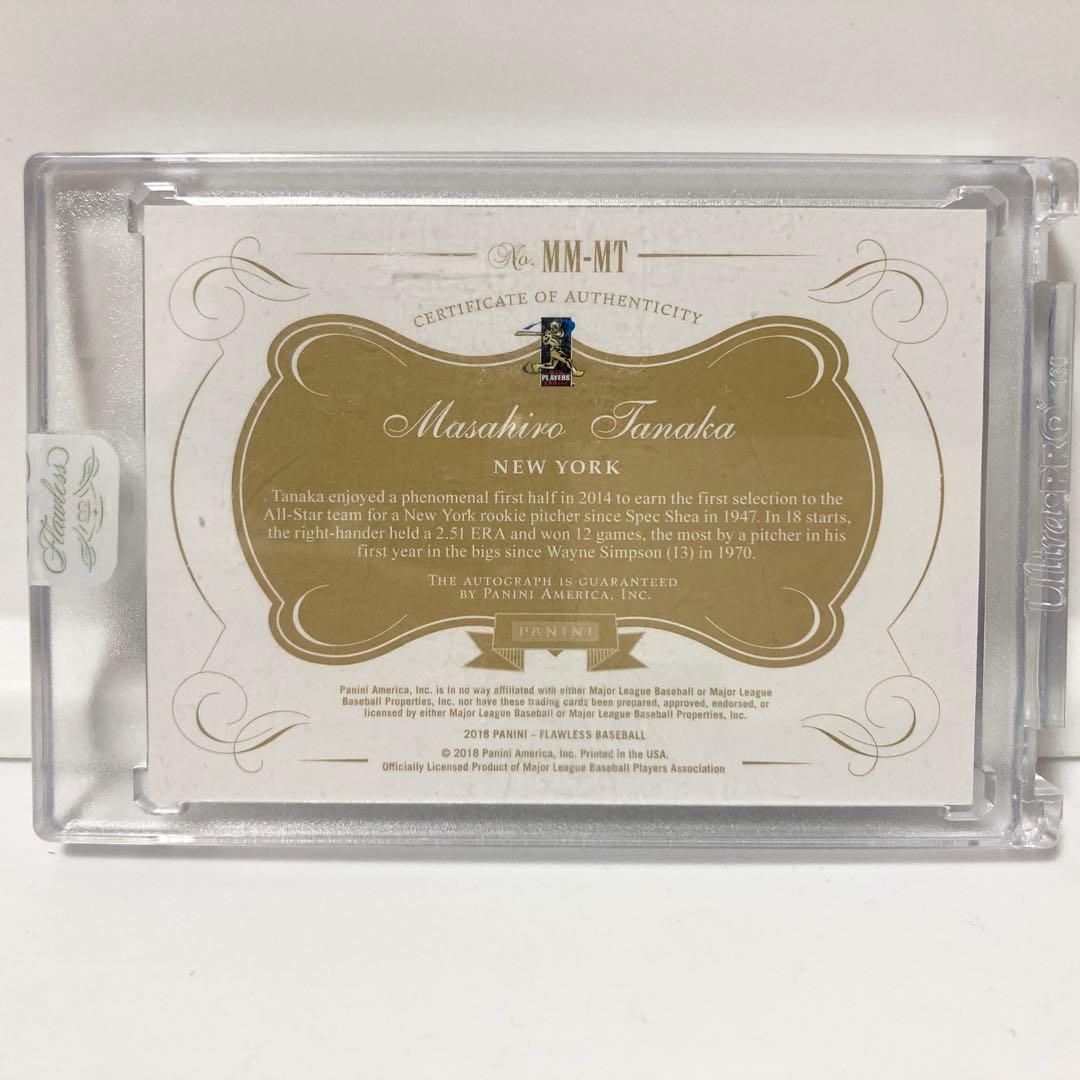 No. MM-MT
CERTIFICATE OF AUTHENTICITY
PLAYERS
Masahiro Tanaka
NEW YORK
Tanaka enjoyed a phenomenal first half in 2014 to earn the first selection to the
All-Star team for a New York rookie pitcher since Spec Shea in 1947. In 18 starts,
the right-hander held a 2.51 ERA and won 12 games, the most by a pitcher in his
first year in the bigs since Wayne Simpson (13) in 1970.
THE AUTOGRAPH IS GUARANTEED
BY PANINI AMERICA, INC.
PANINI
Panini America, Inc. is in no way affiliated with either Major League Baseball or Major League
Baseball Properties, Inc. nor have these trading cards been prepared, approved, endorsed, or
licensed by either Major League Baseball or Major League Baseball Properties, Inc.
2018 PANINI – FLAWLESS BASEBALL
© 2018 Panini America, Inc. Printed in the USA.
Officially Licensed Product of Major League Baseball Players Association
Flawless
UltraPRO 180